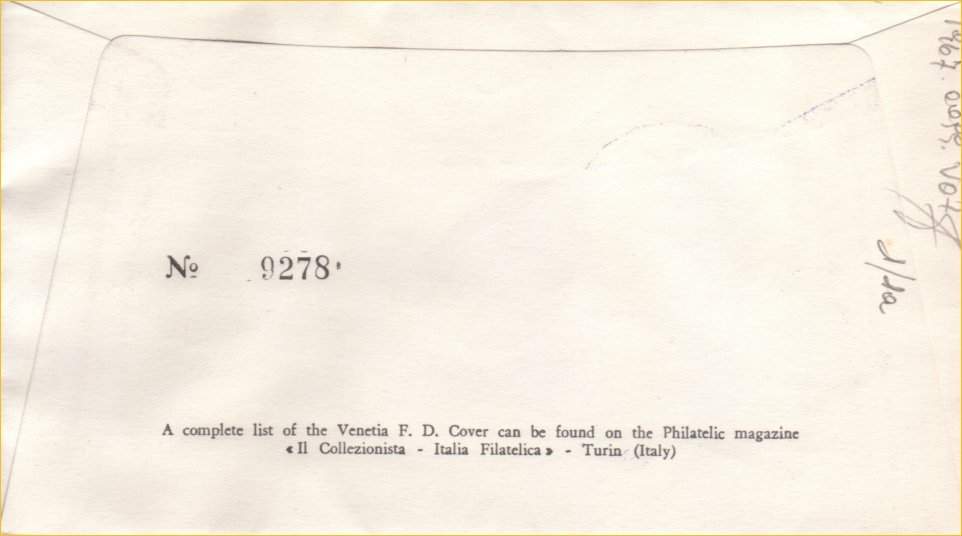 Nº 9278
A complete list of the Venetia F. D. Cover can be found on the Philatelic magazine
«Il Collezionista - Italia Filatelica» - Turin (Italy)
1967.